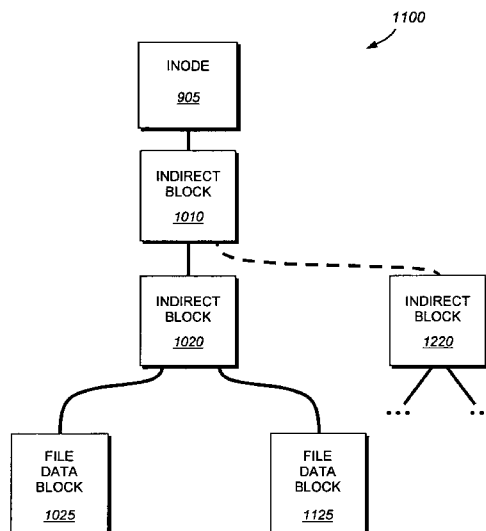 1100
INODE
905
INDIRECT
BLOCK
1010
INDIRECT
BLOCK
1020
INDIRECT
BLOCK
1220
... ...
FILE
DATA
BLOCK
1025
FILE
DATA
BLOCK
1125